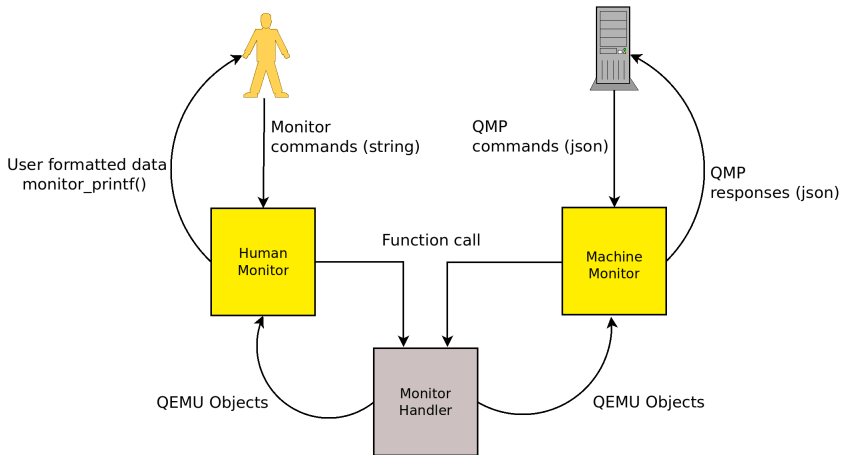 Monitor
commands (string)
QMP
commands (json)
User formatted data
monitor_printf()
QMP
responses (json)
Human
Monitor
Function call
Machine
Monitor
Monitor
Handler
QEMU Objects
QEMU Objects